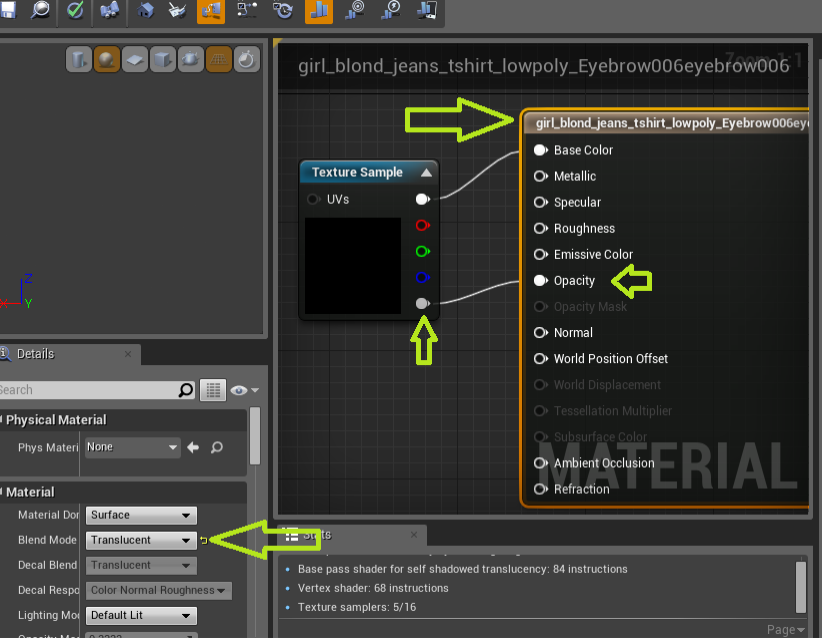 Zoom 1:1
girl_blond_jeans_tshirt_lowpoly_Eyebrow006eyebrow006
girl_blond_jeans_tshirt_lowpoly_Eyebrow006eye
Texture Sample
UVs
Base Color
Metallic
Specular
Roughness
Emissive Color
Opacity
Opacity Mask
Normal
World Position Offset
World Displacement
Tessellation Multiplier
Subsurface Color
Ambient Occlusion
Refraction
MATERIAL
Z
X Y
Details
Search
Physical Material
Phys Materi None
Material
Material Dor Surface
Blend Mode Translucent
Decal Blend Translucent
Decal Respo Color Normal Roughness
Lighting Mo Default Lit
Stats
Base pass shader for self shadowed translucency: 84 instructions
Vertex shader: 68 instructions
Texture samplers: 5/16
Page